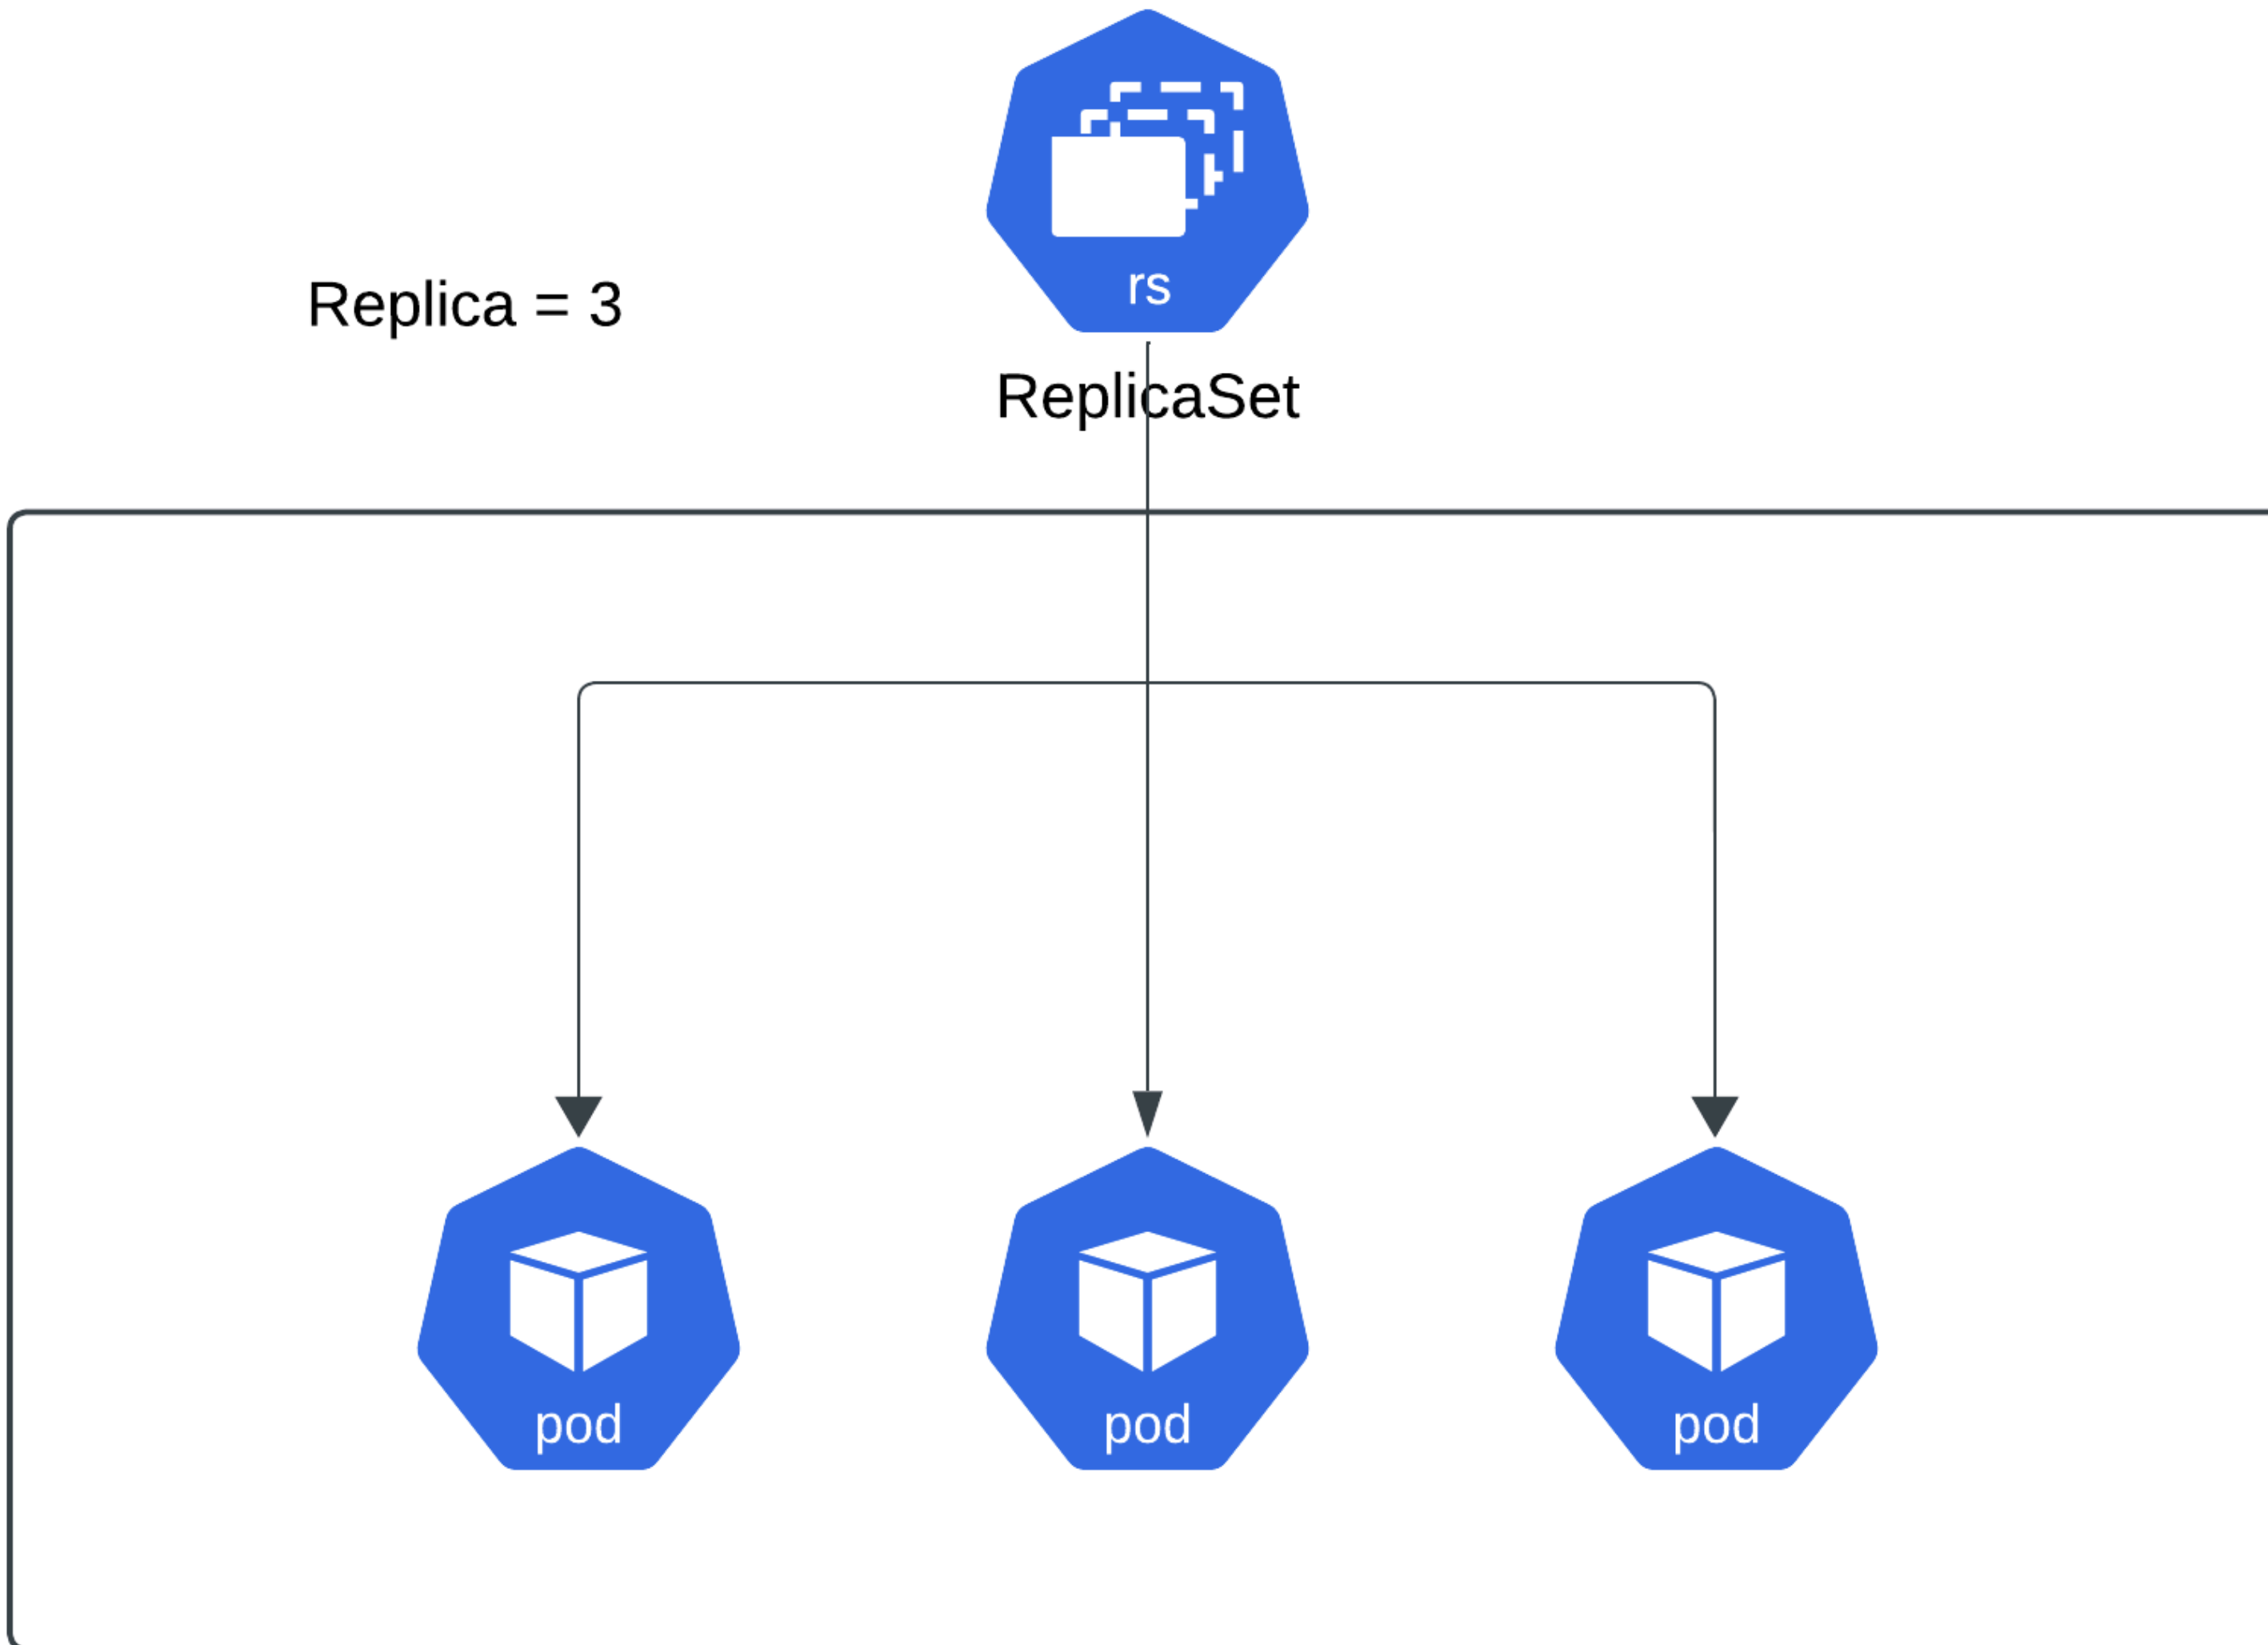 rs
Replica = 3
ReplicaSet
pod
pod
pod